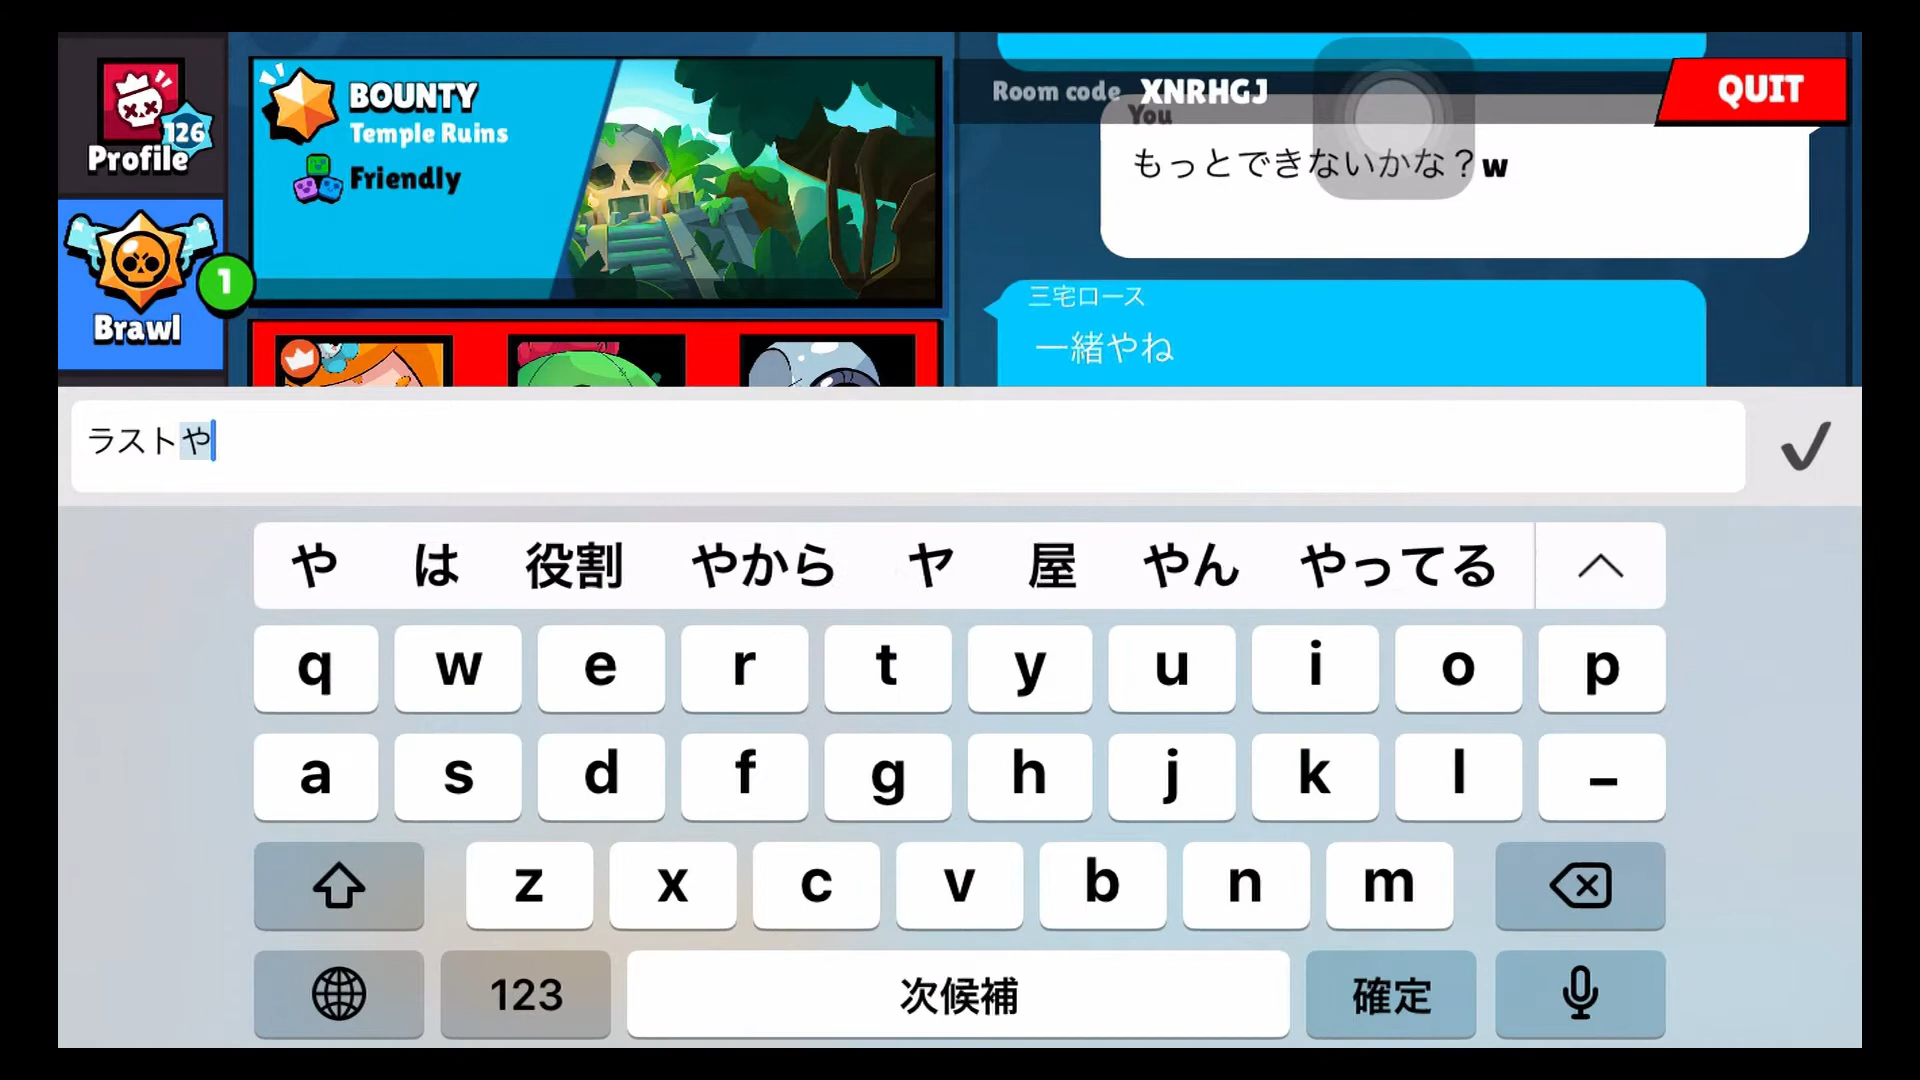 Profile
126
Brawl
1
BOUNTY
Temple Ruins
Friendly
Room code XNRHGJ
QUIT
You
もっとできないかな？w
三宅ロース
一緒やね
ラストや
や は 役割 やから ヤ 屋 やん やってる
q w e r t y u i o p
a s d f g h j k l –
z x c v b n m
123 次候補 確定